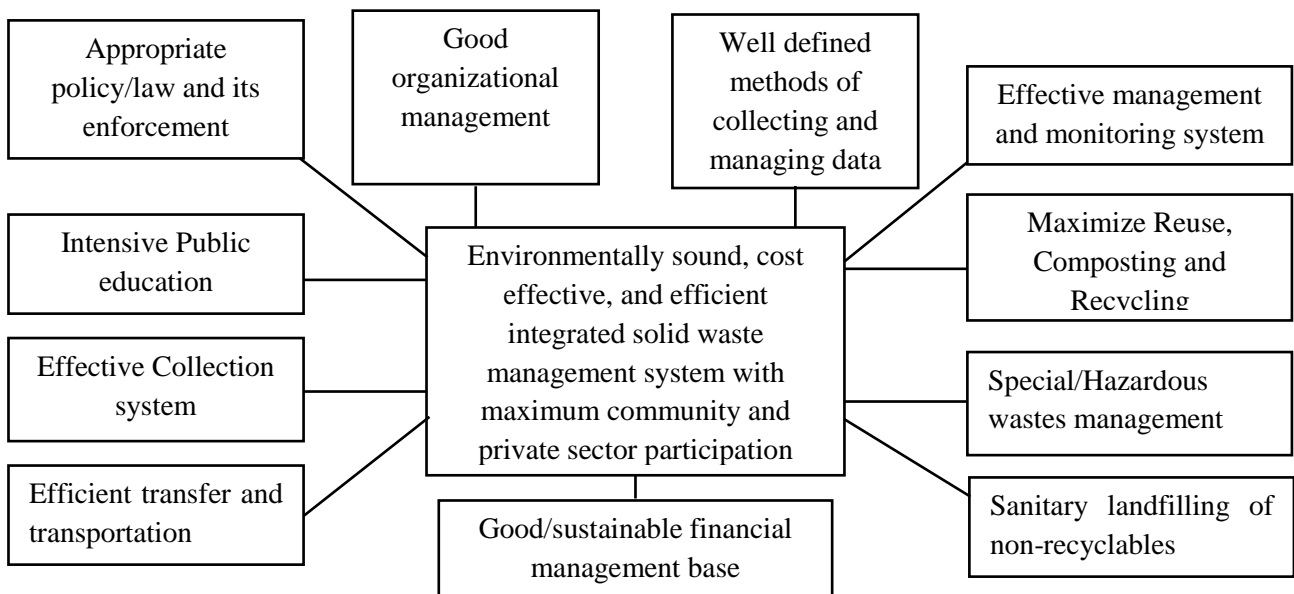 Appropriate
policy/law and its
enforcement
Good
organizational
management
Well defined
methods of
collecting and
managing data
Effective management
and monitoring system
Intensive Public
education
Environmentally sound, cost
effective, and efficient
integrated solid waste
management system with
maximum community and
private sector participation
Maximize Reuse,
Composting and
Recycling
Effective Collection
system
Special/Hazardous
wastes management
Efficient transfer and
transportation
Good/sustainable financial
management base
Sanitary landfilling of
non-recyclables